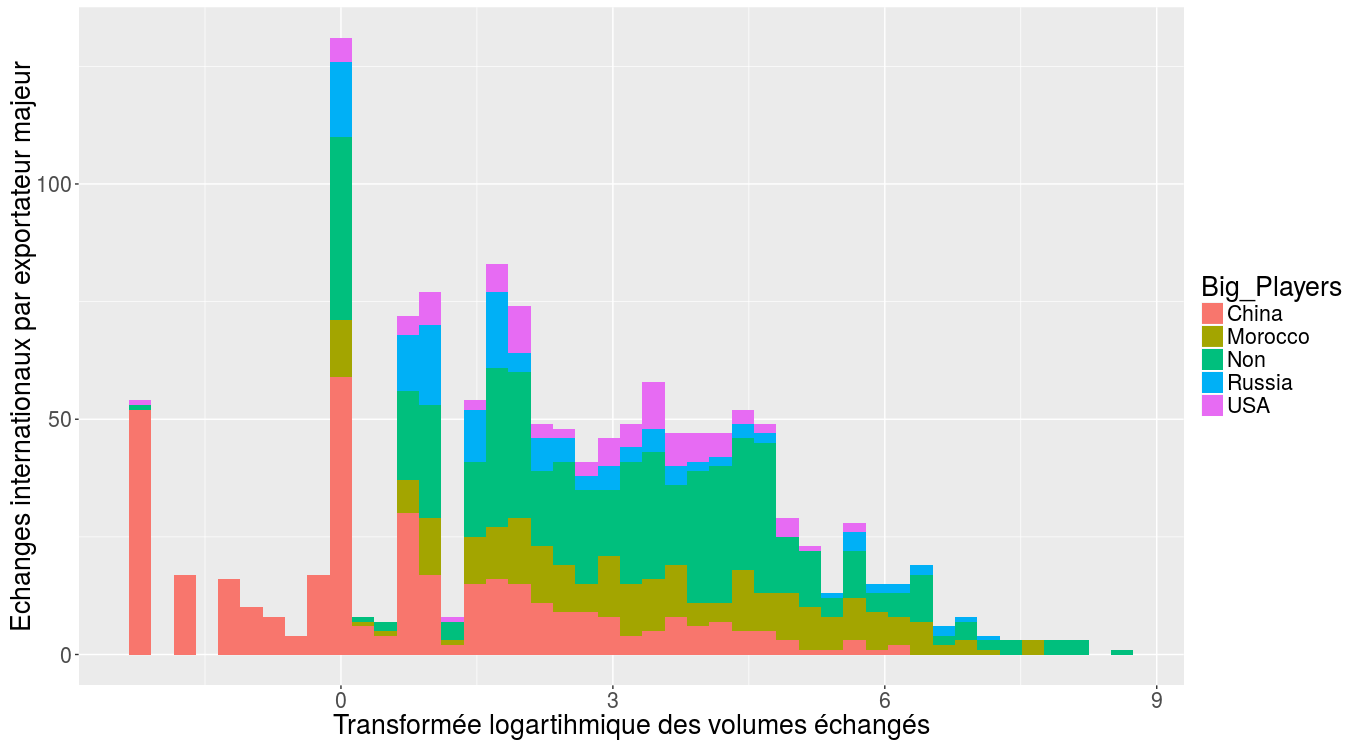 Echanges internationaux par exportateur majeur
100
50
0
0 3 6 9
Transformée logartihmique des volumes échangés
Big_Players
China
Morocco
Non
Russia
USA